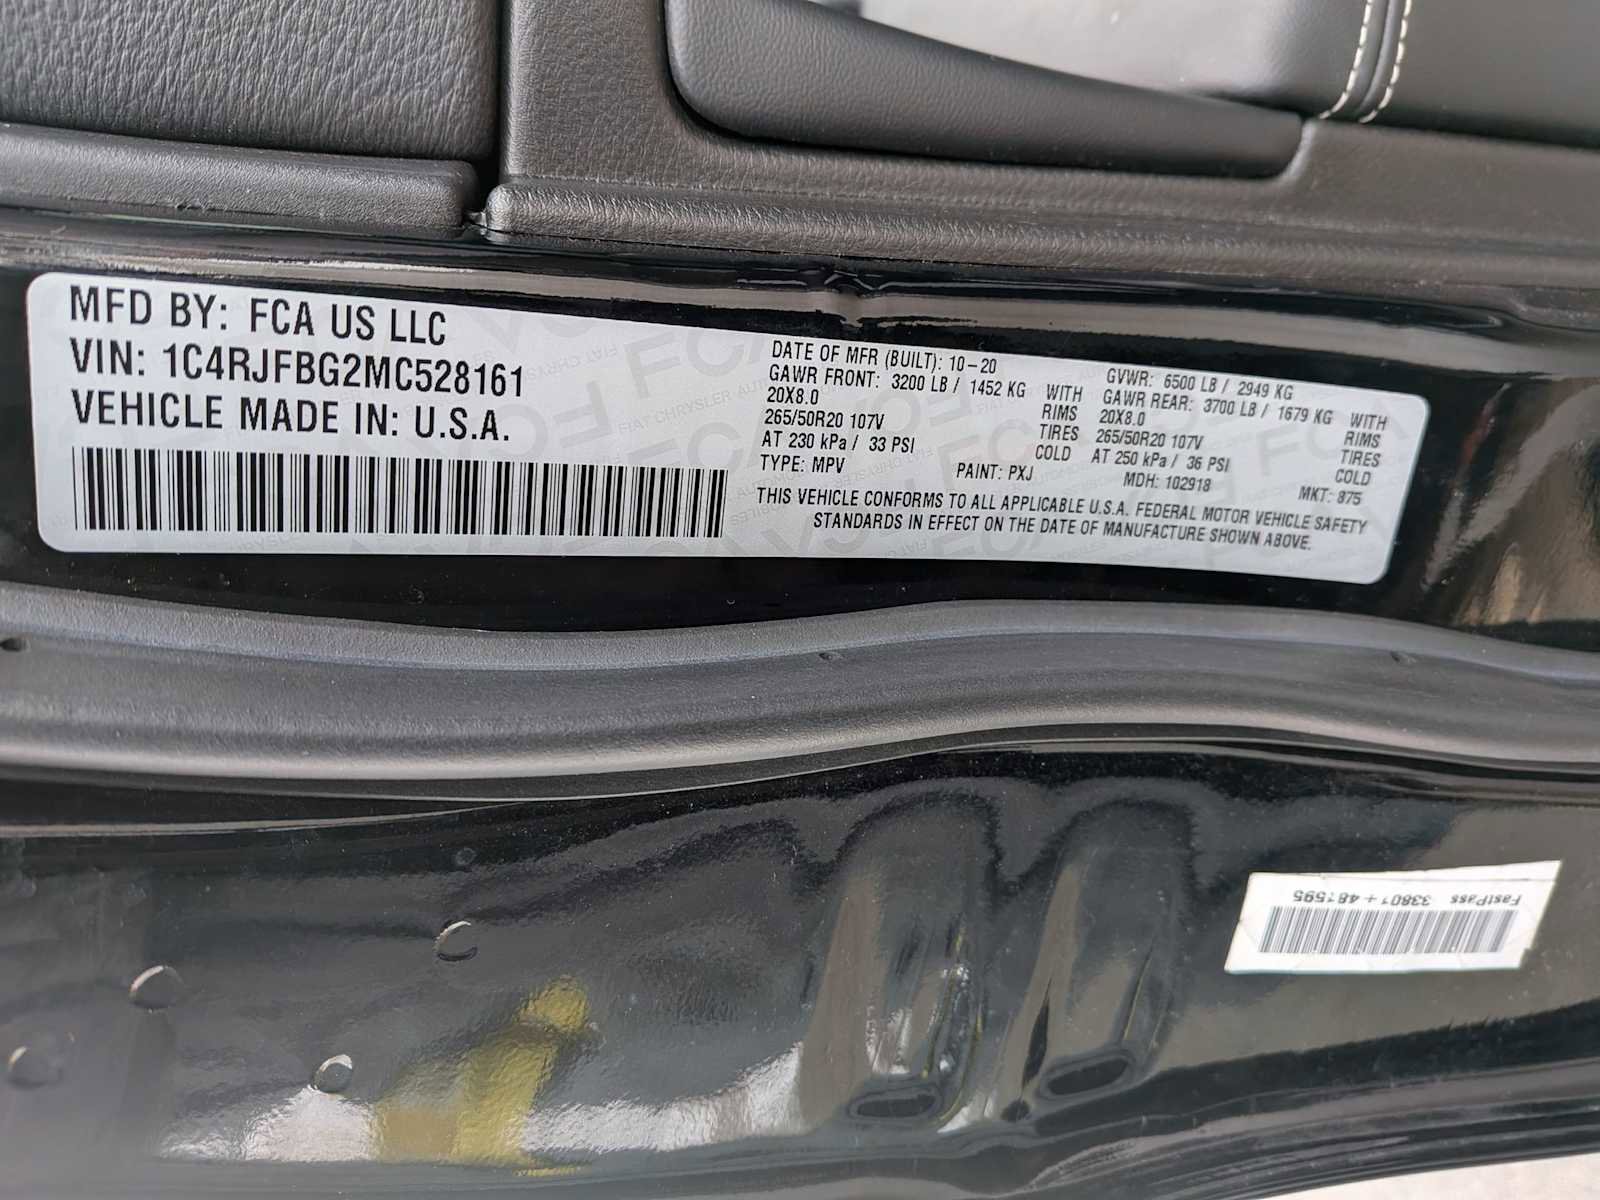 MFD BY: FCA US LLC
VIN: 1C4RJFBG2MC528161
VEHICLE MADE IN: U.S.A.
DATE OF MFR (BUILT): 10-20
GVWR: 6500 LB / 2949 KG
GAWR FRONT: 3200 LB / 1452 KG WITH
20X8.0 RIMS
265/50R20 107V TIRES
AT 230 kPa / 33 PSI COLD
GAWR REAR: 3700 LB / 1679 KG WITH
20X8.0 RIMS
265/50R20 107V TIRES
AT 250 kPa / 36 PSI COLD
TYPE: MPV PAINT: PXJ MDH: 102918 MKT: 875
THIS VEHICLE CONFORMS TO ALL APPLICABLE U.S.A. FEDERAL MOTOR VEHICLE SAFETY
STANDARDS IN EFFECT ON THE DATE OF MANUFACTURE SHOWN ABOVE.
FastPass 33801+481595